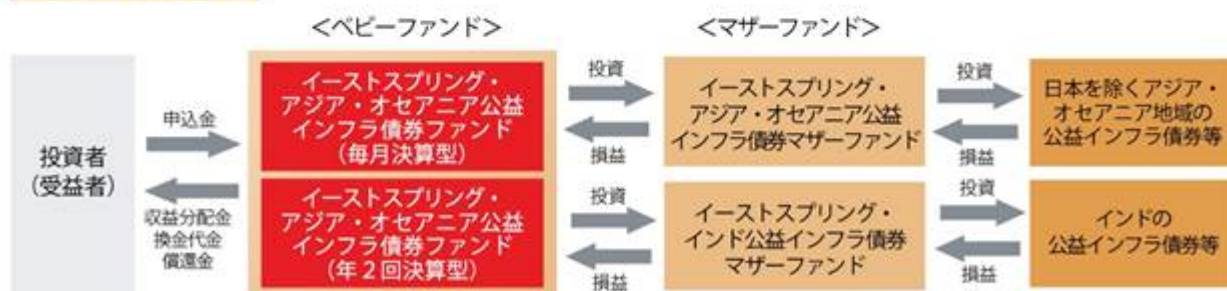 ＜ベビーファンド＞
＜マザーファンド＞
投資者
（受益者）
申込金
収益分配金
換金代金
償還金
イーストスプリング・
アジア・オセアニア公益
インフラ債券ファンド
（毎月決算型）
イーストスプリング・
アジア・オセアニア公益
インフラ債券ファンド
（年２回決算型）
投資
損益
投資
損益
イーストスプリング・
アジア・オセアニア公益
インフラ債券マザーファンド
イーストスプリング・
インド公益インフラ債券
マザーファンド
投資
損益
投資
損益
日本を除くアジア・
オセアニア地域の
公益インフラ債券等
インドの
公益インフラ債券等